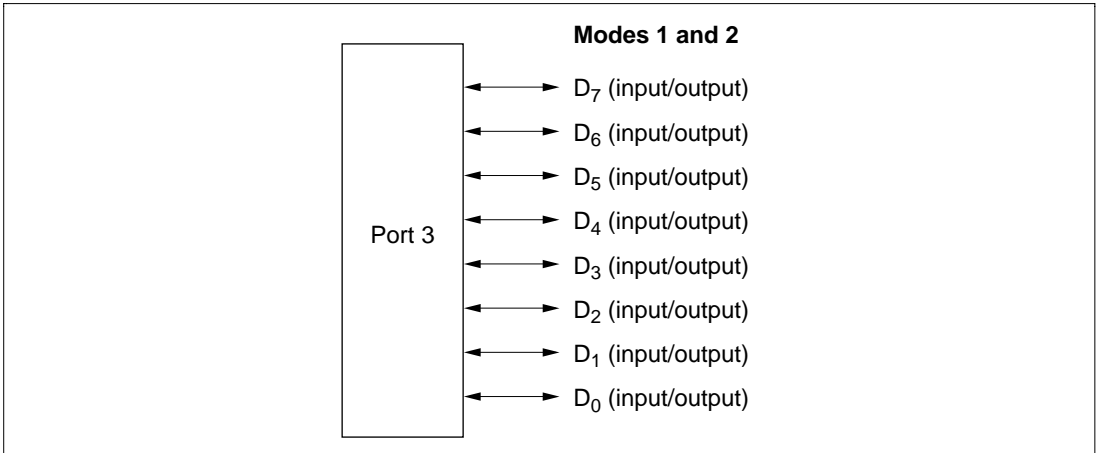 Modes 1 and 2
D₇ (input/output)
D₆ (input/output)
D₅ (input/output)
D₄ (input/output)
Port 3
D₃ (input/output)
D₂ (input/output)
D₁ (input/output)
D₀ (input/output)